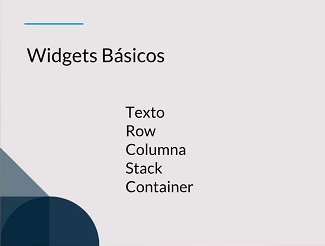 Widgets Básicos
Texto
Row
Columna
Stack
Container